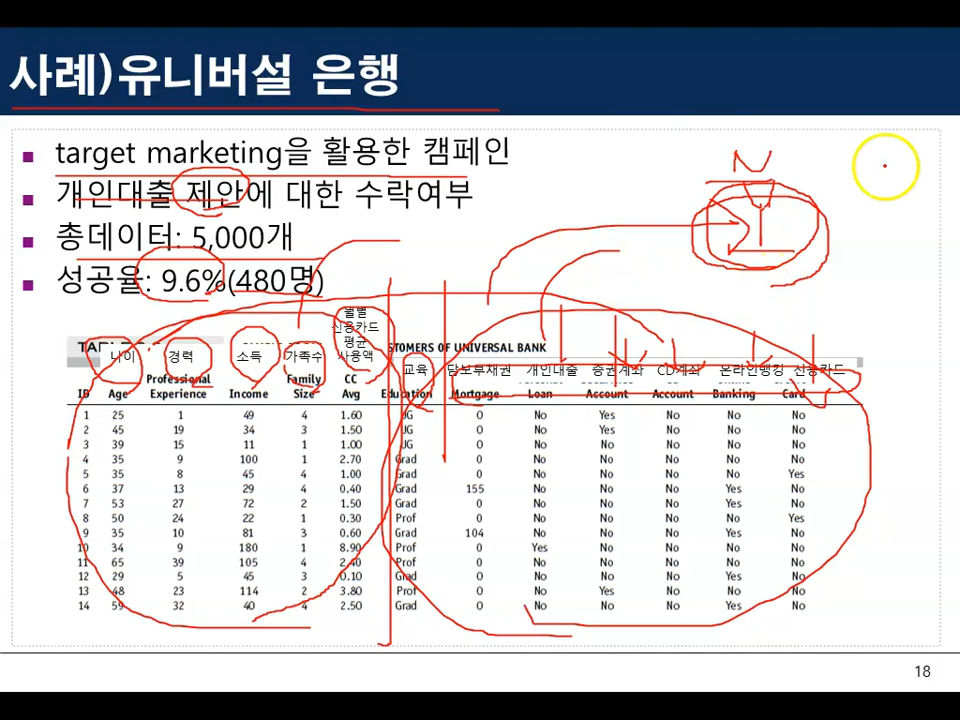 사례)유니버설 은행
■ target marketing을 활용한 캠페인
■ 개인대출 제안에 대한 수락여부
■ 총데이터: 5,000개
■ 성공율: 9.6%(480명)
N
월별
신용카드
평균
사용액
STOMERS OF UNIVERSAL BANK
나이 경력 소득 가족수 교육 담보부채권 개인대출 증권계좌 CD계좌 온라인뱅킹 신용카드
Professional Family CC
ID Age Experience Income Size Avg Education Mortgage Loan Account Account Banking Card
1 25 1 49 4 1.60 UG 0 No Yes No No No
2 45 19 34 3 1.50 UG 0 No Yes No No No
3 39 15 11 1 1.00 UG 0 No No No No No
4 35 9 100 1 2.70 Grad 0 No No No No No
5 35 8 45 4 1.00 Grad 0 No No No No Yes
6 37 13 29 4 0.40 Grad 155 No No No Yes No
7 53 27 72 2 1.50 Grad 0 No No No Yes No
8 50 24 22 1 0.30 Prof 0 No No No No Yes
9 35 10 81 3 0.60 Grad 104 No No No Yes No
10 34 9 180 1 8.90 Prof 0 Yes No No No No
11 65 39 105 4 2.40 Prof 0 No No No No No
12 29 5 45 3 0.10 Grad 0 No No No Yes No
13 48 23 114 2 3.80 Prof 0 No Yes No No No
14 59 32 40 4 2.50 Grad 0 No No No Yes No
18